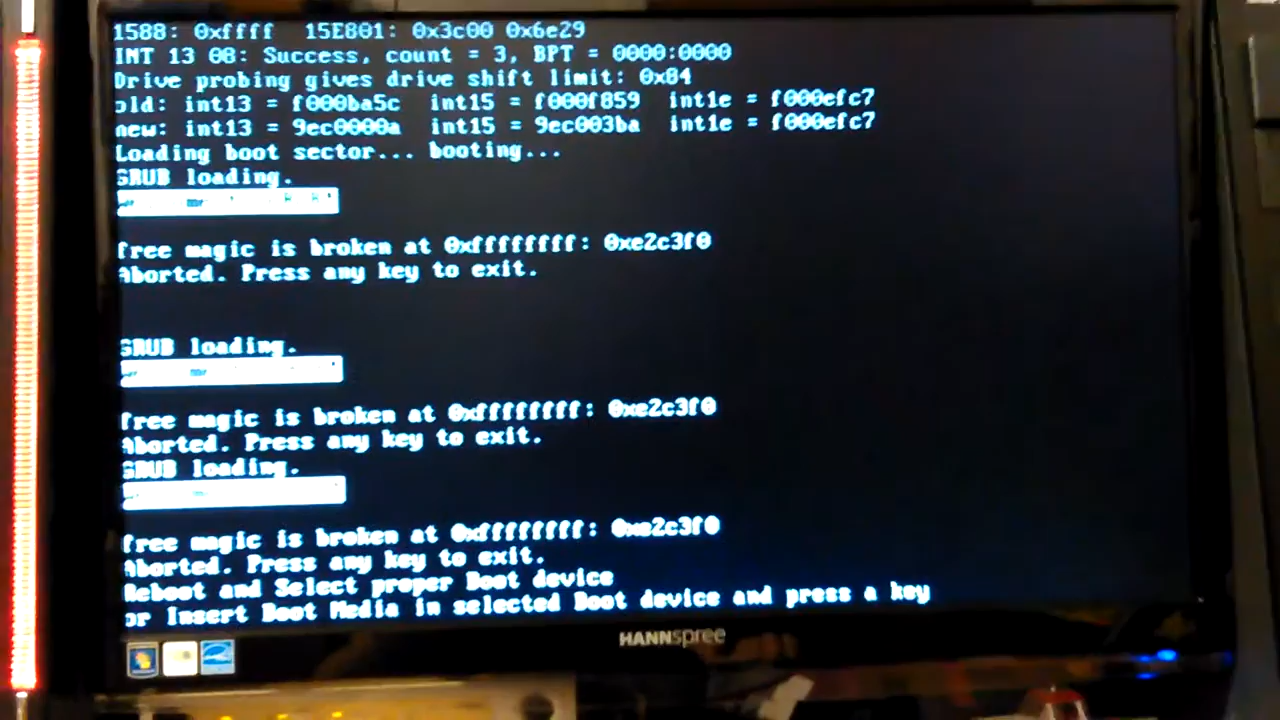 1588: 0xffff 15E801: 0x3c00 0x6e29
INT 13 08: Success, count = 3, BPT = 0000:0000
Drive probing gives drive shift limit: 0x84
old: int13 = f000ba5c int15 = f000f859 int1e = f000efc7
new: int13 = 9ec0000a int15 = 9ec003ba int1e = f000efc7
Loading boot sector... booting...
GRUB loading.
free magic is broken at 0xffffffff: 0xe2c3f0
Aborted. Press any key to exit.
GRUB loading.
free magic is broken at 0xffffffff: 0xe2c3f0
Aborted. Press any key to exit.
GRUB loading.
free magic is broken at 0xffffffff: 0xe2c3f0
Aborted. Press any key to exit.
Reboot and Select proper Boot device
or Insert Boot Media in selected Boot device and press a key
HANNspree